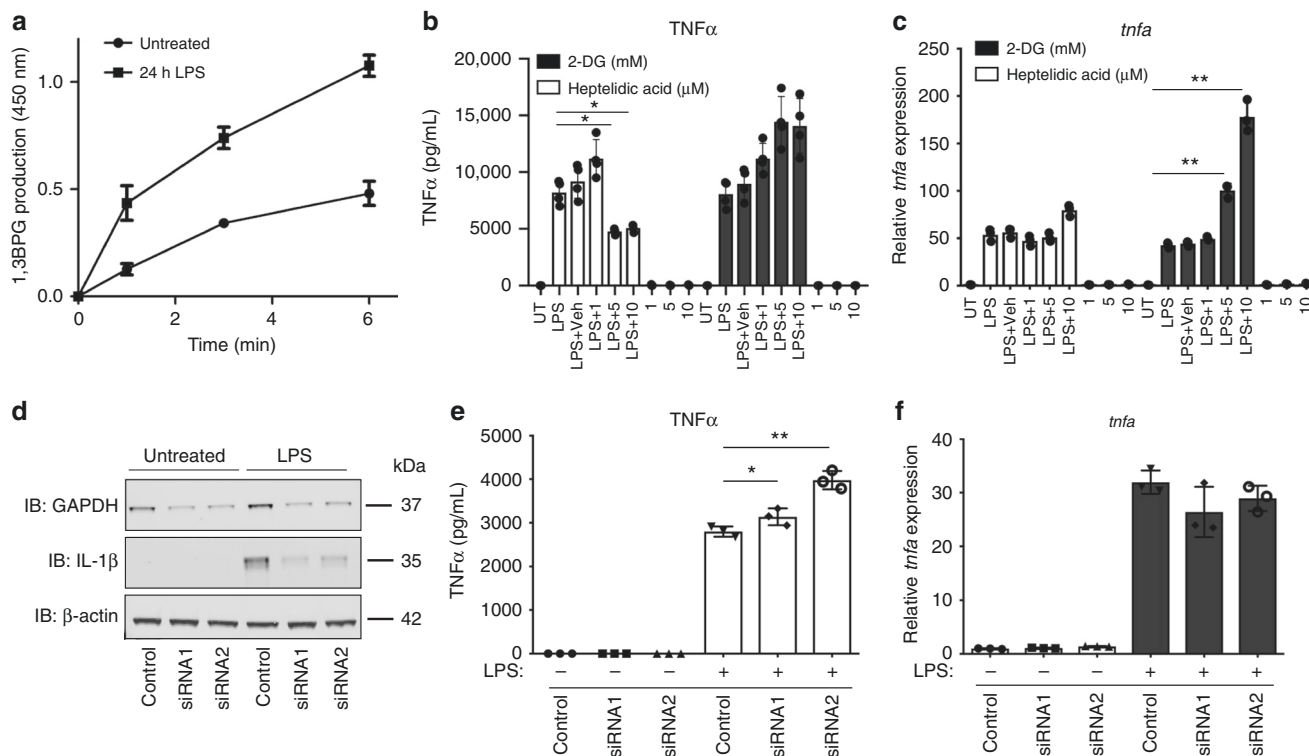 a
Untreated
24 h LPS
1,3BPG production (450 nm)
1.0
0.5
0.0
0 2 4 6
Time (min)
b
TNFα
2-DG (mM)
Heptelidic acid (μM)
TNFα (pg/mL)
20,000
15,000
10,000
5000
0
*
*
UT LPS LPS+Veh LPS+1 LPS+5 LPS+10 1 5 10 UT LPS LPS+Veh LPS+1 LPS+5 LPS+10 1 5 10
c
tnfa
2-DG (mM)
Heptelidic acid (μM)
Relative tnfa expression
250
200
150
100
50
0
**
**
UT LPS LPS+Veh LPS+1 LPS+5 LPS+10 1 5 10 UT LPS LPS+Veh LPS+1 LPS+5 LPS+10 1 5 10
d
Untreated LPS kDa
IB: GAPDH 37
IB: IL-1β 35
IB: β-actin 42
Control siRNA1 siRNA2 Control siRNA1 siRNA2
e
TNFα
TNFα (pg/mL)
5000
4000
3000
2000
1000
0
**
*
LPS: – – – + + +
Control siRNA1 siRNA2 Control siRNA1 siRNA2
f
tnfa
Relative tnfa expression
40
30
20
10
0
LPS: – – – + + +
Control siRNA1 siRNA2 Control siRNA1 siRNA2